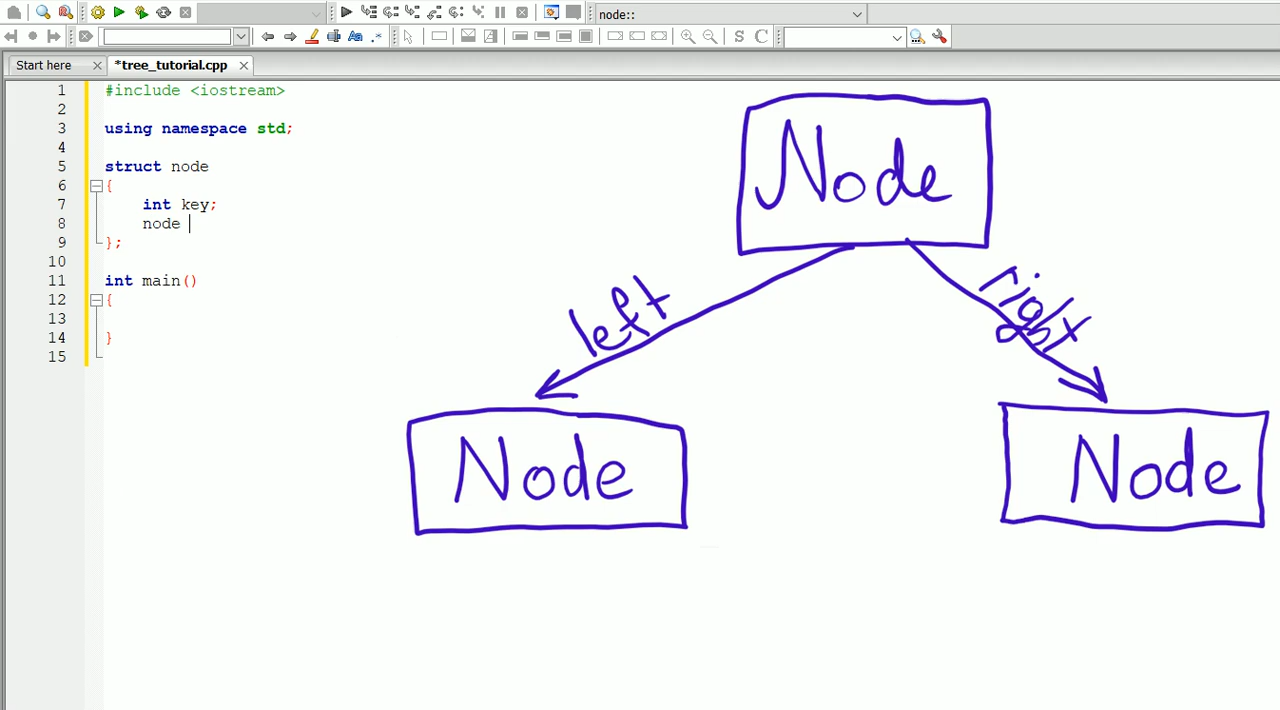 node::
Start here
*tree_tutorial.cpp
1 #include <iostream>
2
3 using namespace std;
4
5 struct node
6 {
7 int key;
8 node
9 };
10
11 int main()
12 {
13
14 }
15
Node
left
right
Node
Node